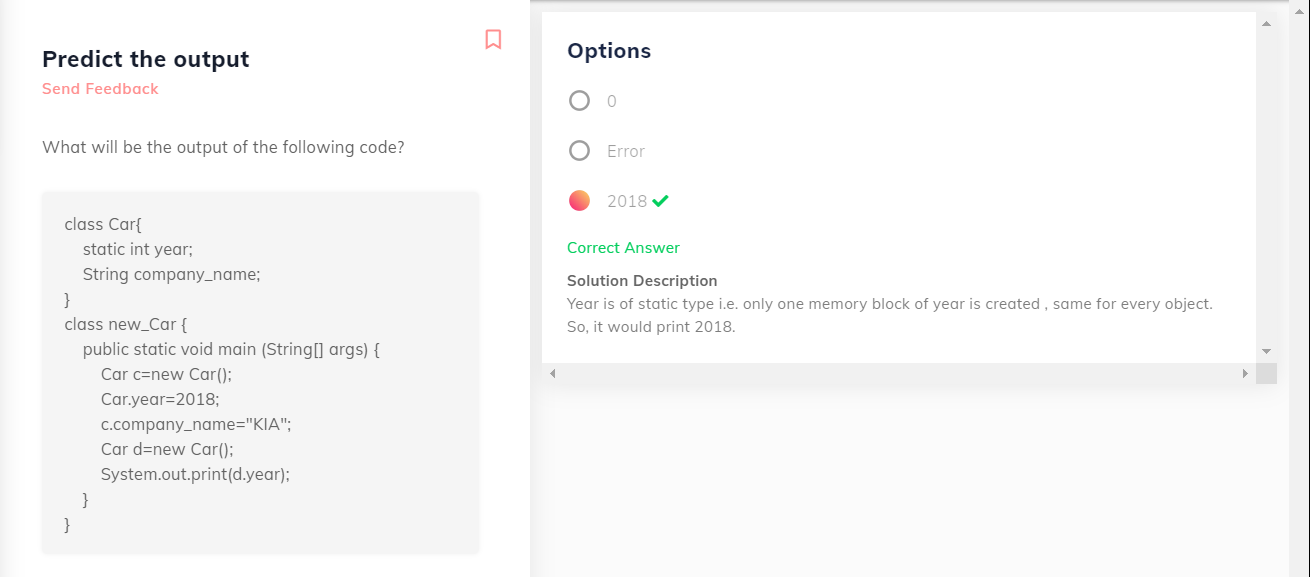 Predict the output
Send Feedback
What will be the output of the following code?
class Car{
static int year;
String company_name;
}
class new_Car {
public static void main (String[] args) {
Car c=new Car();
Car.year=2018;
c.company_name="KIA";
Car d=new Car();
System.out.print(d.year);
}
}
Options
0
Error
2018
Correct Answer
Solution Description
Year is of static type i.e. only one memory block of year is created , same for every object.
So, it would print 2018.